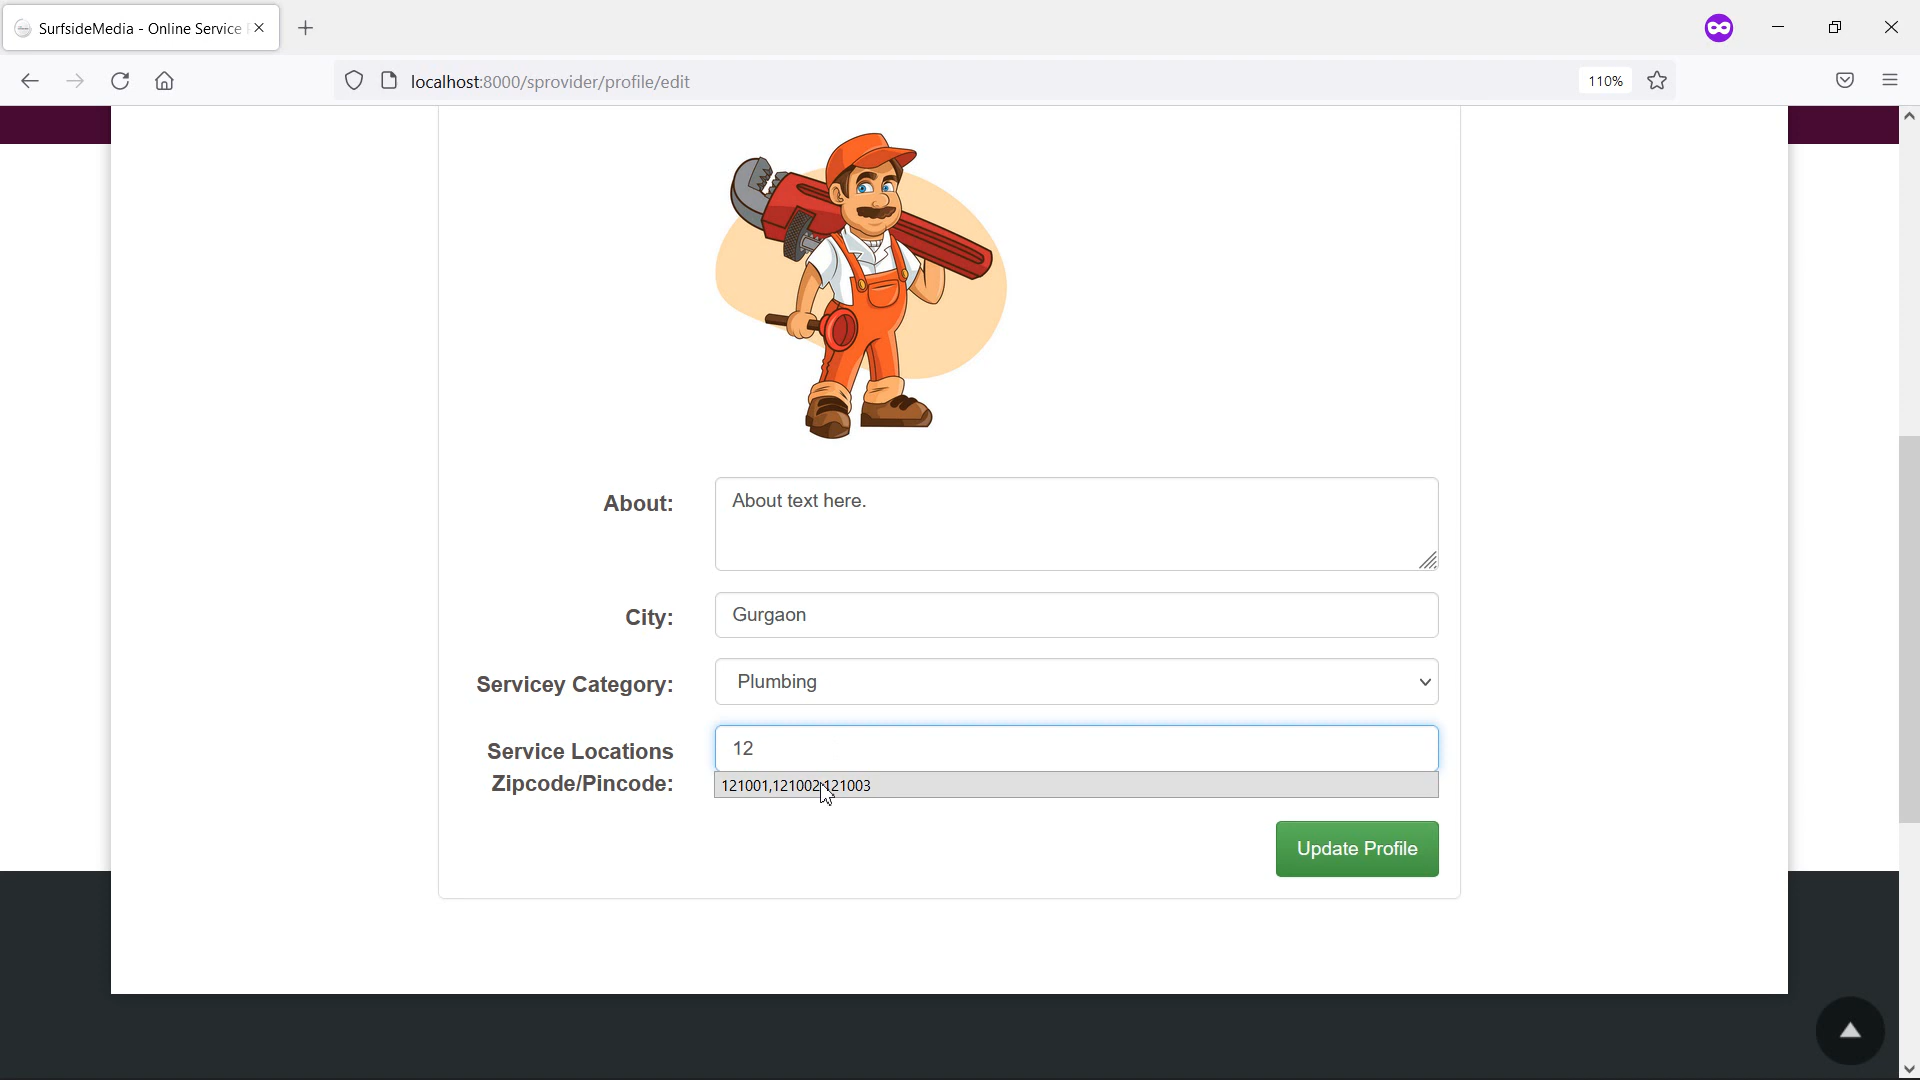 SurfsideMedia - Online Service
localhost:8000/sprovider/profile/edit
110%
About:
About text here.
City:
Gurgaon
Servicey Category:
Plumbing
Service Locations
Zipcode/Pincode:
12
121001,121002,121003
Update Profile